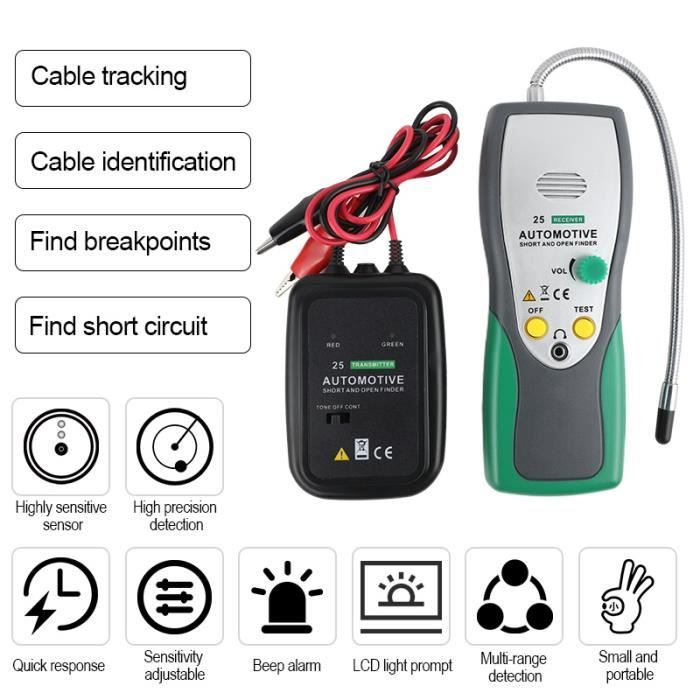 Cable tracking
Cable identification
Find breakpoints
Find short circuit
RED
GREEN
25 TRANSMITTER
AUTOMOTIVE
SHORT AND OPEN FINDER
TONE OFF CONT
CE
25 RECEIVER
AUTOMOTIVE
SHORT AND OPEN FINDER
VOL
CE
OFF
TEST
Highly sensitive
sensor
High precision
detection
Quick response
Sensitivity
adjustable
Beep alarm
LCD light prompt
Multi-range
detection
小
Small and
portable